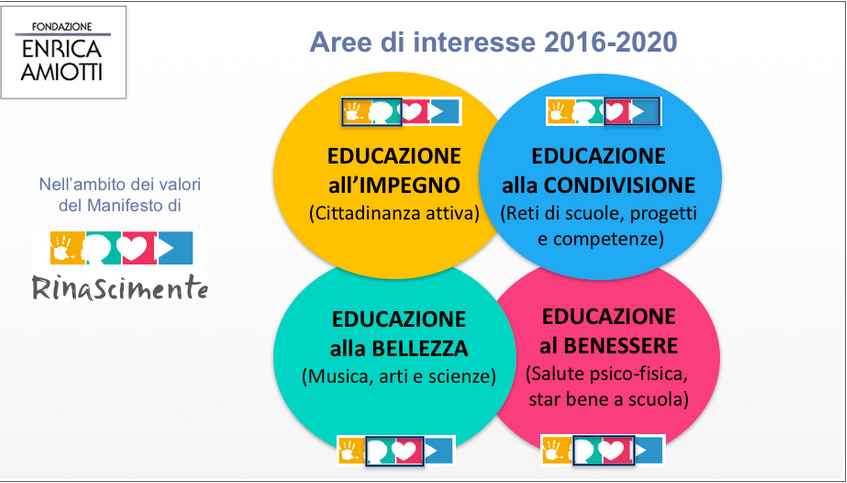 FONDAZIONE
ENRICA
AMIOTTI
Aree di interesse 2016-2020
Nell'ambito dei valori
del Manifesto di
RinaScimente
EDUCAZIONE
all'IMPEGNO
(Cittadinanza attiva)
EDUCAZIONE
alla CONDIVISIONE
(Reti di scuole, progetti
e competenze)
EDUCAZIONE
alla BELLEZZA
(Musica, arti e scienze)
EDUCAZIONE
al BENESSERE
(Salute psico-fisica,
star bene a scuola)